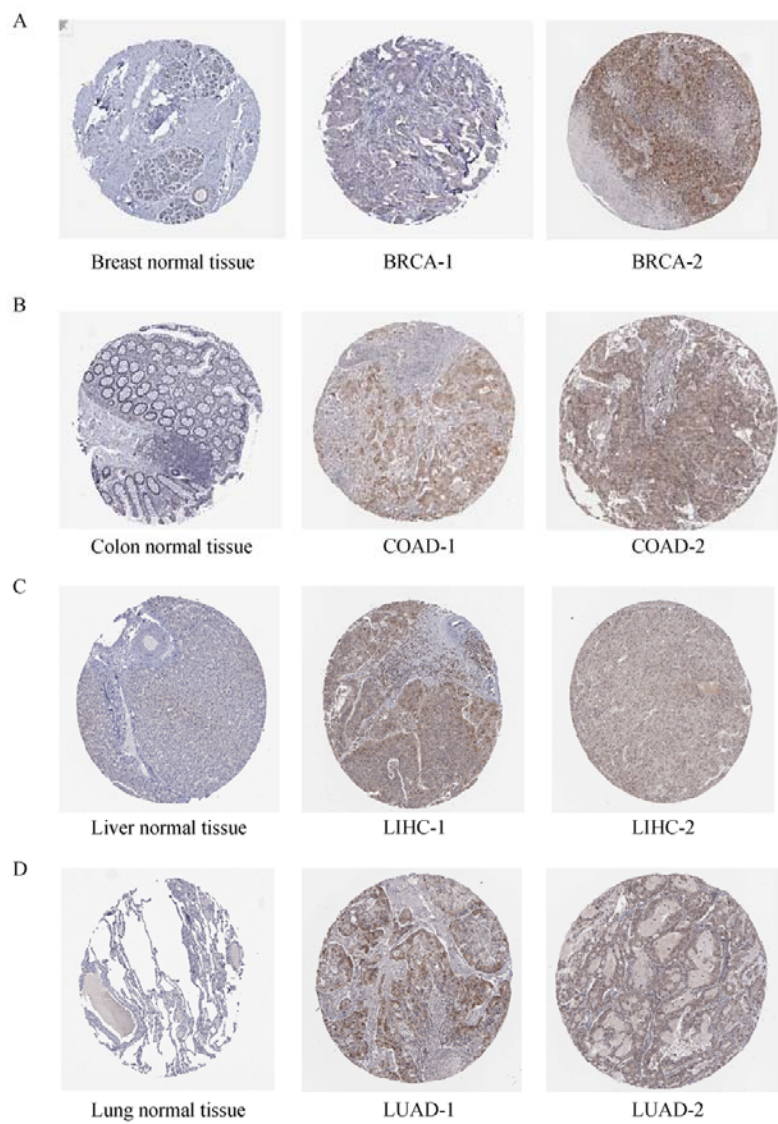 A
Breast normal tissue BRCA-1 BRCA-2
B
Colon normal tissue COAD-1 COAD-2
C
Liver normal tissue LIHC-1 LIHC-2
D
Lung normal tissue LUAD-1 LUAD-2